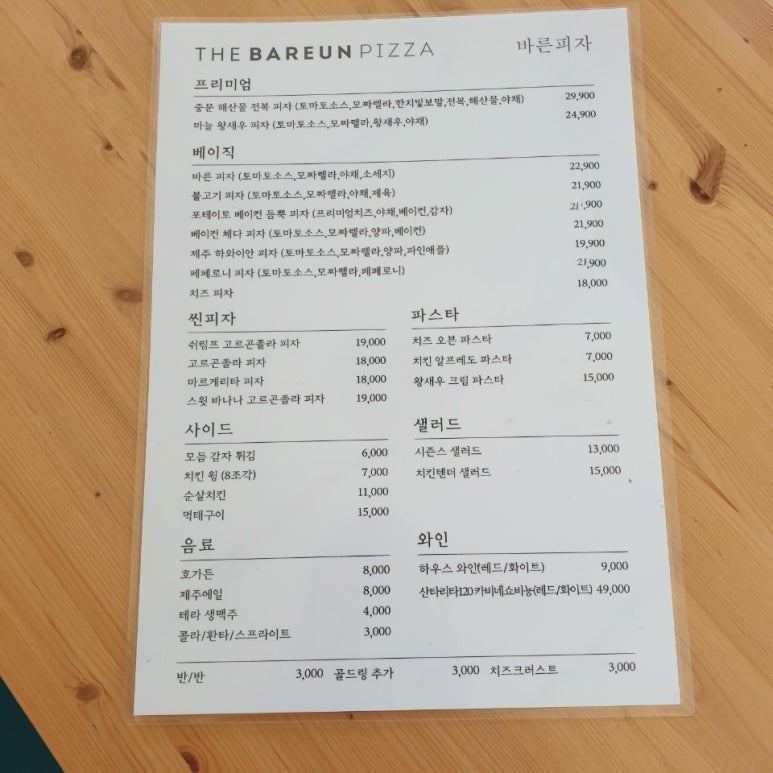 THE BAREUN PIZZA 바른피자
프리미엄
중문 해산물 전복 피자 (토마토소스,모짜렐라,한치및보말,전복,해산물,야채) 29,900
마늘 왕새우 피자 (토마토소스,모짜렐라,왕새우,야채) 24,900
베이직
바른 피자 (토마토소스,모짜렐라,야채,소세지) 22,900
불고기 피자 (토마토소스,모짜렐라,야채,제육) 21,900
포테이토 베이컨 듬뿍 피자 (프리미엄치즈,야채,베이컨,감자)
베이컨 체다 피자 (토마토소스,모짜렐라,양파,베이컨) 21,900
제주 하와이안 피자 (토마토소스,모짜렐라,양파,파인애플) 19,900
페페로니 피자 (토마토소스,모짜렐라,페페로니) 21,900
치즈 피자 18,000
씬피자
쉬림프 고르곤졸라 피자 19,000
고르곤졸라 피자 18,000
마르게리타 피자 18,000
스윗 바나나 고르곤졸라 피자 19,000
파스타
치즈 오븐 파스타 7,000
치킨 알프레도 파스타 7,000
왕새우 크림 파스타 15,000
사이드
모듬 감자 튀김 6,000
치킨 윙 (8조각) 7,000
순살치킨 11,000
먹태구이 15,000
샐러드
시즌스 샐러드 13,000
치킨텐더 샐러드 15,000
음료
호가든 8,000
제주에일 8,000
테라 생맥주 4,000
콜라/환타/스프라이트 3,000
와인
하우스 와인(레드/화이트) 9,000
산타리타120카비네쇼비뇽(레드/화이트) 49,000
반/반 3,000 골드링 추가 3,000 치즈크러스트 3,000